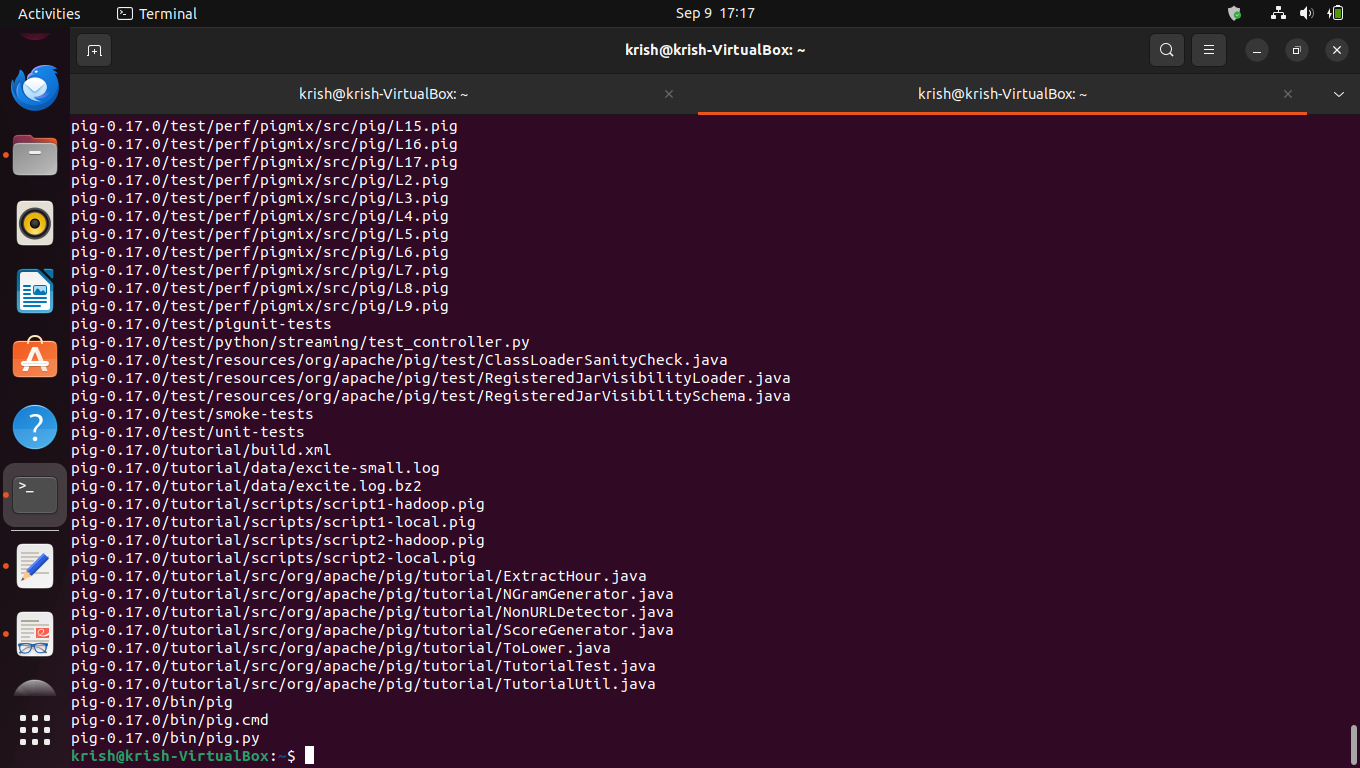 Activities Terminal Sep 9 17:17
krish@krish-VirtualBox: ~
krish@krish-VirtualBox: ~ krish@krish-VirtualBox: ~
pig-0.17.0/test/perf/pigmix/src/pig/L15.pig
pig-0.17.0/test/perf/pigmix/src/pig/L16.pig
pig-0.17.0/test/perf/pigmix/src/pig/L17.pig
pig-0.17.0/test/perf/pigmix/src/pig/L2.pig
pig-0.17.0/test/perf/pigmix/src/pig/L3.pig
pig-0.17.0/test/perf/pigmix/src/pig/L4.pig
pig-0.17.0/test/perf/pigmix/src/pig/L5.pig
pig-0.17.0/test/perf/pigmix/src/pig/L6.pig
pig-0.17.0/test/perf/pigmix/src/pig/L7.pig
pig-0.17.0/test/perf/pigmix/src/pig/L8.pig
pig-0.17.0/test/perf/pigmix/src/pig/L9.pig
pig-0.17.0/test/pigunit-tests
pig-0.17.0/test/python/streaming/test_controller.py
pig-0.17.0/test/resources/org/apache/pig/test/ClassLoaderSanityCheck.java
pig-0.17.0/test/resources/org/apache/pig/test/RegisteredJarVisibilityLoader.java
pig-0.17.0/test/resources/org/apache/pig/test/RegisteredJarVisibilitySchema.java
pig-0.17.0/test/smoke-tests
pig-0.17.0/test/unit-tests
pig-0.17.0/tutorial/build.xml
pig-0.17.0/tutorial/data/excite-small.log
pig-0.17.0/tutorial/data/excite.log.bz2
pig-0.17.0/tutorial/scripts/script1-hadoop.pig
pig-0.17.0/tutorial/scripts/script1-local.pig
pig-0.17.0/tutorial/scripts/script2-hadoop.pig
pig-0.17.0/tutorial/scripts/script2-local.pig
pig-0.17.0/tutorial/src/org/apache/pig/tutorial/ExtractHour.java
pig-0.17.0/tutorial/src/org/apache/pig/tutorial/NGramGenerator.java
pig-0.17.0/tutorial/src/org/apache/pig/tutorial/NonURLDetector.java
pig-0.17.0/tutorial/src/org/apache/pig/tutorial/ScoreGenerator.java
pig-0.17.0/tutorial/src/org/apache/pig/tutorial/ToLower.java
pig-0.17.0/tutorial/src/org/apache/pig/tutorial/TutorialTest.java
pig-0.17.0/tutorial/src/org/apache/pig/tutorial/TutorialUtil.java
pig-0.17.0/bin/pig
pig-0.17.0/bin/pig.cmd
pig-0.17.0/bin/pig.py
krish@krish-VirtualBox:~$